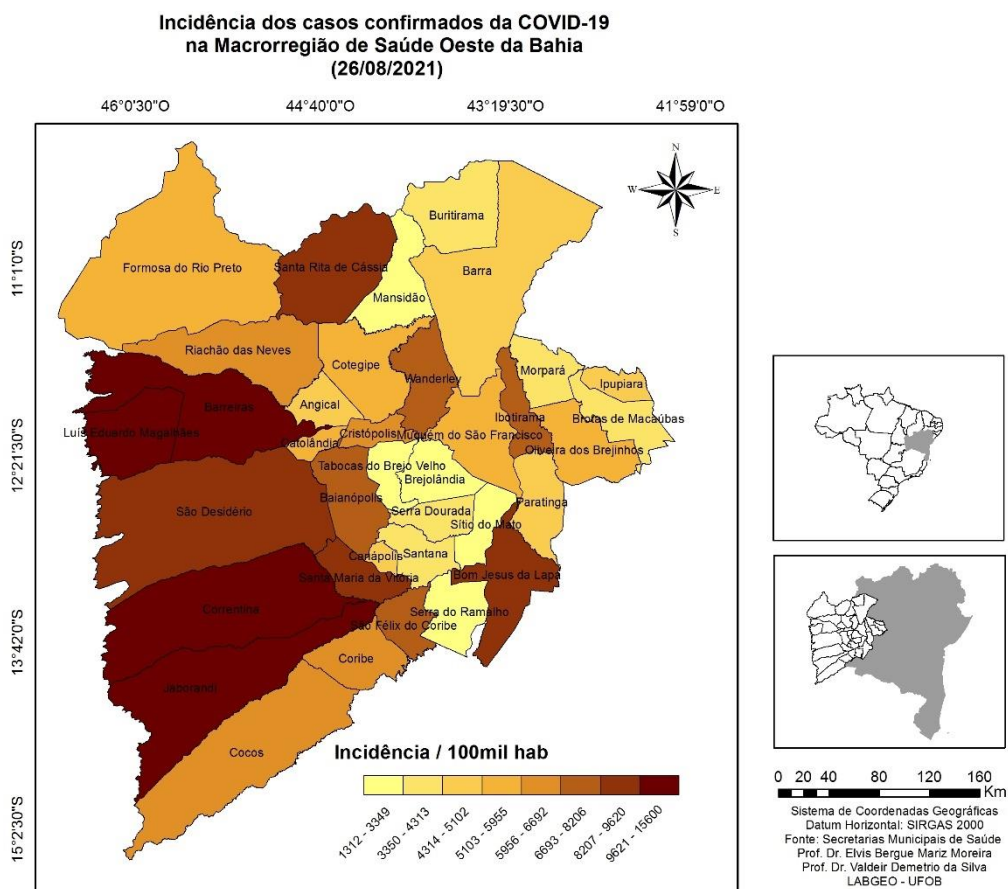 Incidência dos casos confirmados da COVID-19
na Macrorregião de Saúde Oeste da Bahia
(26/08/2021)
46°0'30"O 44°40'0"O 43°19'30"O 41°59'0"O
N
W E
S
11°1'0"S
12°21'30"S
13°42'0"S
15°2'30"S
Buritirama
Formosa do Rio Preto
Santa Rita de Cássia
Barra
Mansidão
Riachão das Neves
Cotegipe
Wanderley
Morpará
Ipupiara
Angical
Barreiras
Ibotirama
Brotas de Macaúbas
Luís Eduardo Magalhães
Catolândia
Cristópolis
Muquém do São Francisco
Oliveira dos Brejinhos
Tabocas do Brejo Velho
Brejolândia
Baianópolis
Paratinga
São Desidério
Serra Dourada
Sítio do Mato
Canápolis
Santana
Santa Maria da Vitória
Bom Jesus da Lapa
Correntina
Serra do Ramalho
São Félix do Coribe
Coribe
Jaborandi
Cocos
Incidência / 100mil hab
1312 - 3349
3350 - 4313
4314 - 5102
5103 - 5955
5956 - 6692
6693 - 8206
8207 - 9620
9621 - 15600
0 20 40 80 120 160
Km
Sistema de Coordenadas Geográficas
Datum Horizontal: SIRGAS 2000
Fonte: Secretarias Municipais de Saúde
Prof. Dr. Elvis Bergue Mariz Moreira
Prof. Dr. Valdeir Demetrio da Silva
LABGEO - UFOB